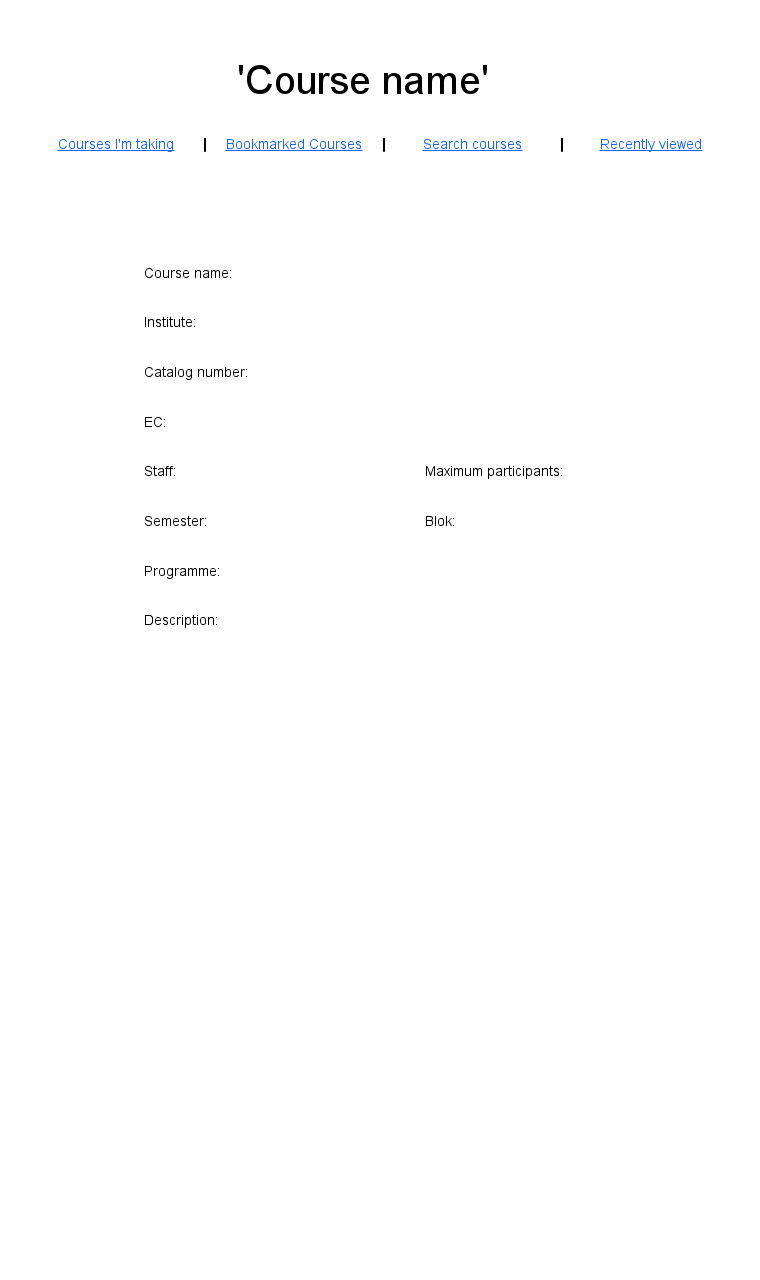 'Course name'
Courses I'm taking | Bookmarked Courses | Search courses | Recently viewed
Course name:
Institute:
Catalog number:
EC:
Staff: Maximum participants:
Semester: Blok:
Programme:
Description: